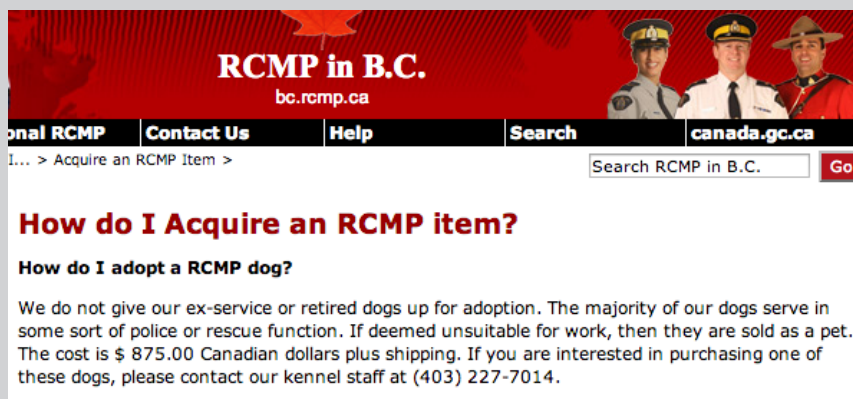 RCMP in B.C.
bc.rcmp.ca
onal RCMP Contact Us Help Search canada.gc.ca
I... > Acquire an RCMP Item >
Search RCMP in B.C. Go
How do I Acquire an RCMP item?
How do I adopt a RCMP dog?
We do not give our ex-service or retired dogs up for adoption. The majority of our dogs serve in
some sort of police or rescue function. If deemed unsuitable for work, then they are sold as a pet.
The cost is $ 875.00 Canadian dollars plus shipping. If you are interested in purchasing one of
these dogs, please contact our kennel staff at (403) 227-7014.